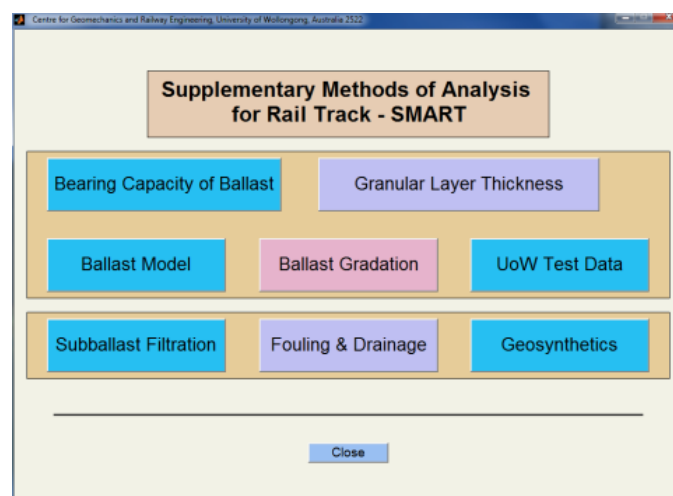 Centre for Geomechanics and Railway Engineering, University of Wollongong, Australia 2522
Supplementary Methods of Analysis
for Rail Track - SMART
Bearing Capacity of Ballast
Granular Layer Thickness
Ballast Model
Ballast Gradation
UoW Test Data
Subballast Filtration
Fouling & Drainage
Geosynthetics
Close